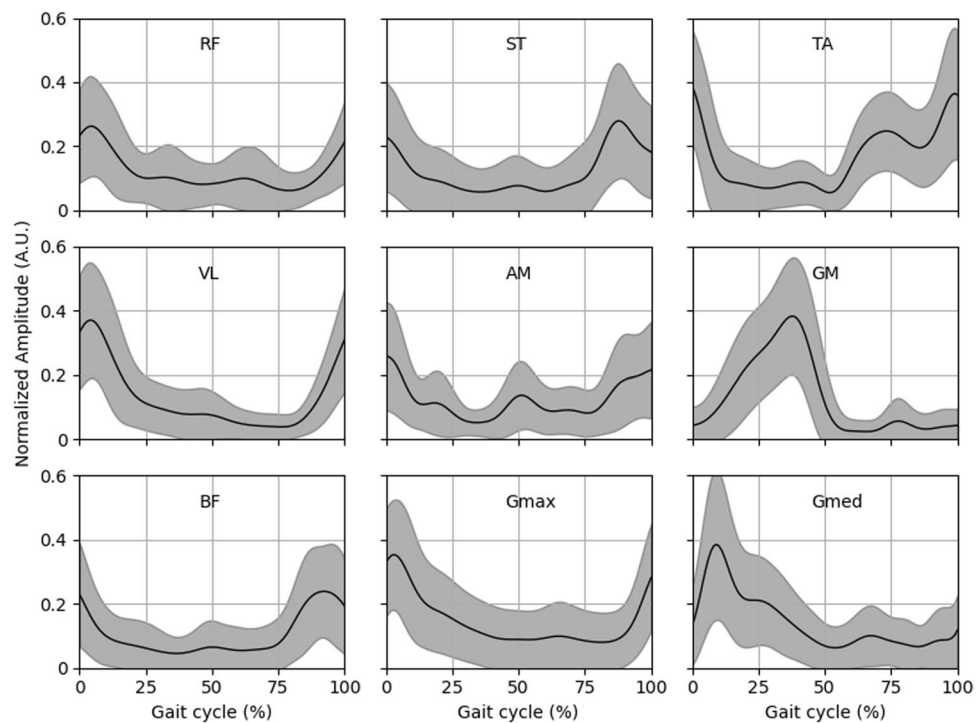 Normalized Amplitude (A.U.)
0.6
0.4
0.2
0
RF
ST
TA
0.6
0.4
0.2
0
VL
AM
GM
0.6
0.4
0.2
0
BF
Gmax
Gmed
0 25 50 75 100
0 25 50 75 100
0 25 50 75 100
Gait cycle (%)
Gait cycle (%)
Gait cycle (%)